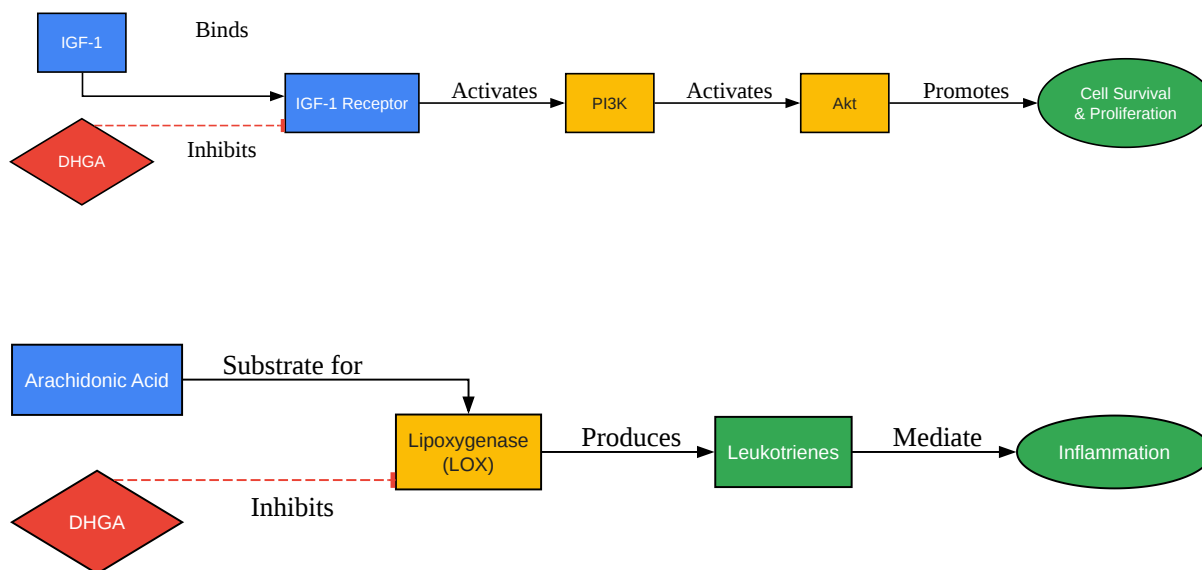 IGF-1
Binds
IGF-1 Receptor
Activates
PI3K
Activates
Akt
Promotes
Cell Survival
& Proliferation
DHGA
Inhibits
Arachidonic Acid
Substrate for
Lipoxygenase
(LOX)
Produces
Leukotrienes
Mediate
Inflammation
DHGA
Inhibits